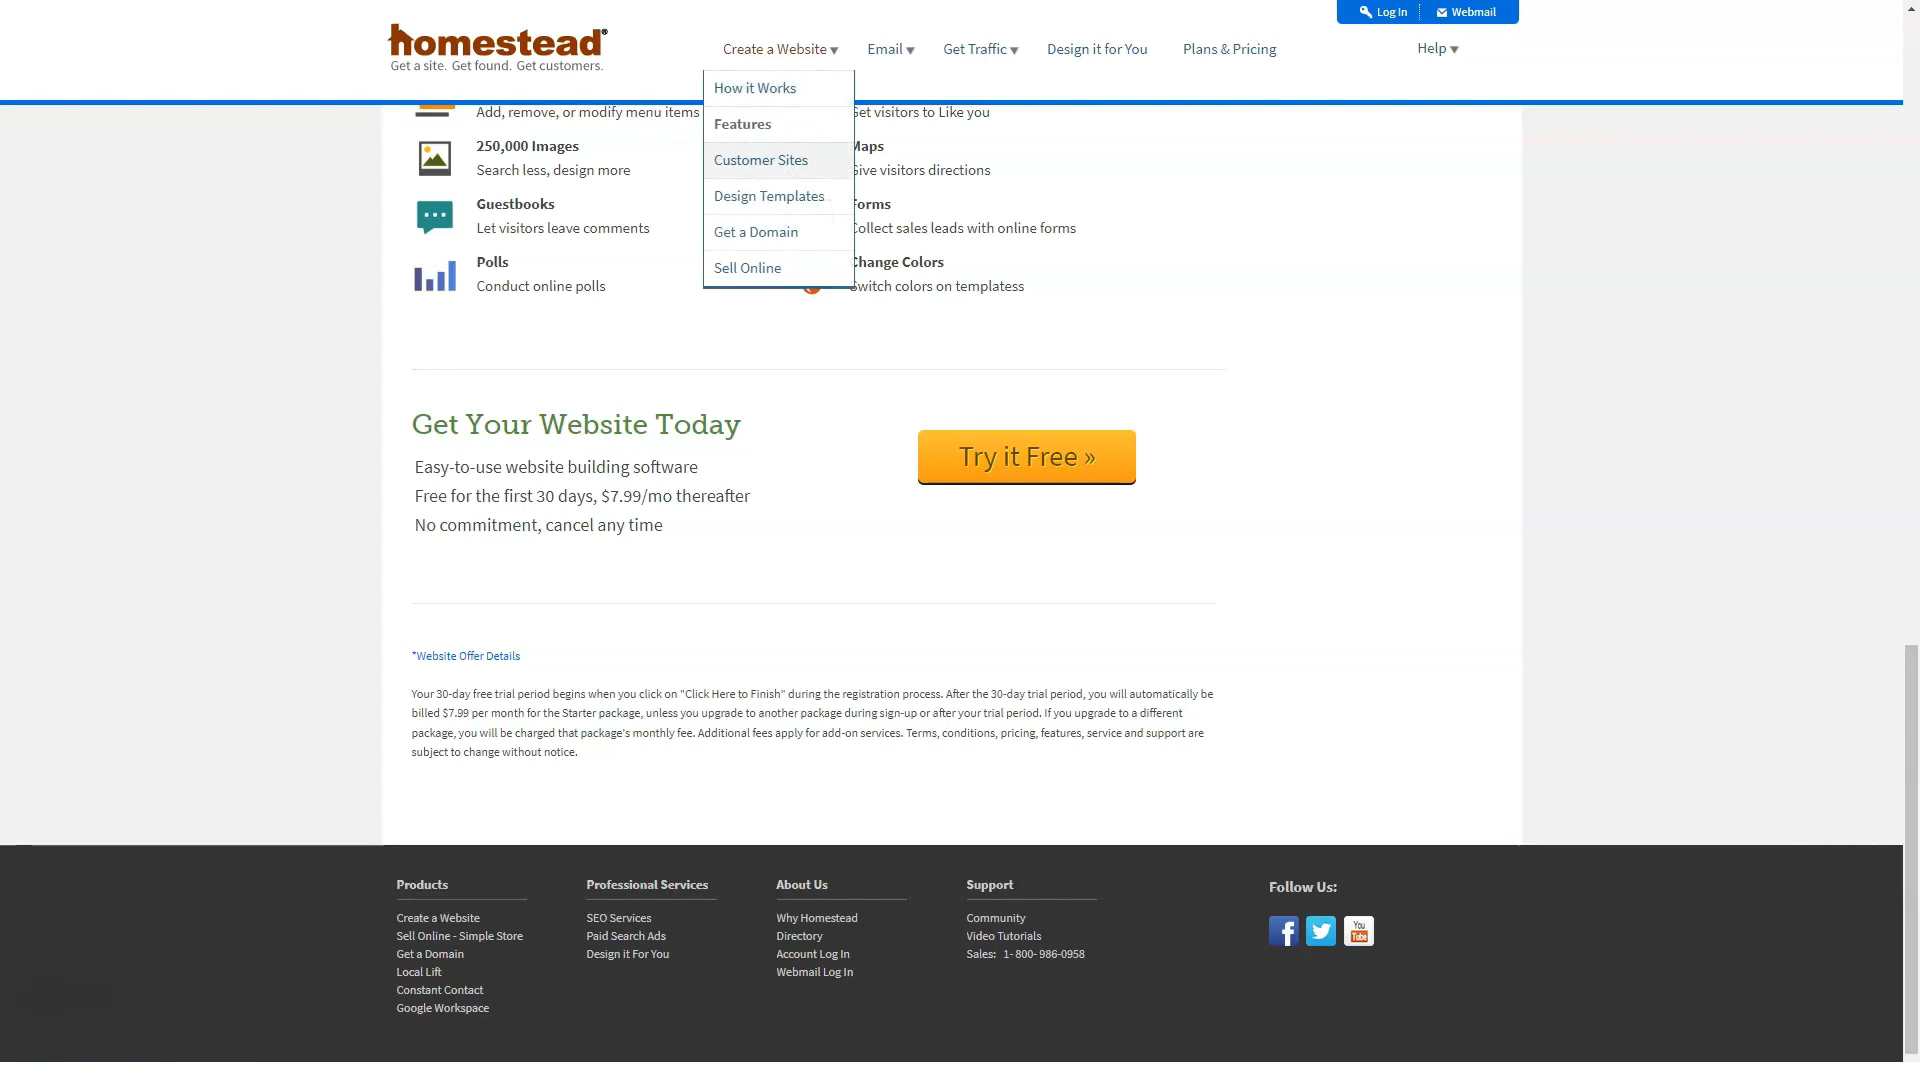 Log In
Webmail
homestead®
Get a site. Get found. Get customers.
Create a Website
Email
Get Traffic
Design it for You
Plans & Pricing
Help
How it Works
Features
Customer Sites
Design Templates
Get a Domain
Sell Online
Add, remove, or modify menu items
250,000 Images
Search less, design more
Guestbooks
Let visitors leave comments
Polls
Conduct online polls
Get visitors to Like you
Maps
Give visitors directions
Forms
Collect sales leads with online forms
Change Colors
Switch colors on templatess
Get Your Website Today
Easy-to-use website building software
Free for the first 30 days, $7.99/mo thereafter
No commitment, cancel any time
Try it Free »
*Website Offer Details
Your 30-day free trial period begins when you click on "Click Here to Finish" during the registration process. After the 30-day trial period, you will automatically be
billed $7.99 per month for the Starter package, unless you upgrade to another package during sign-up or after your trial period. If you upgrade to a different
package, you will be charged that package's monthly fee. Additional fees apply for add-on services. Terms, conditions, pricing, features, service and support are
subject to change without notice.
Products
Create a Website
Sell Online - Simple Store
Get a Domain
Local Lift
Constant Contact
Google Workspace
Professional Services
SEO Services
Paid Search Ads
Design it For You
About Us
Why Homestead
Directory
Account Log In
Webmail Log In
Support
Community
Video Tutorials
Sales: 1- 800- 986-0958
Follow Us:
You
Tube